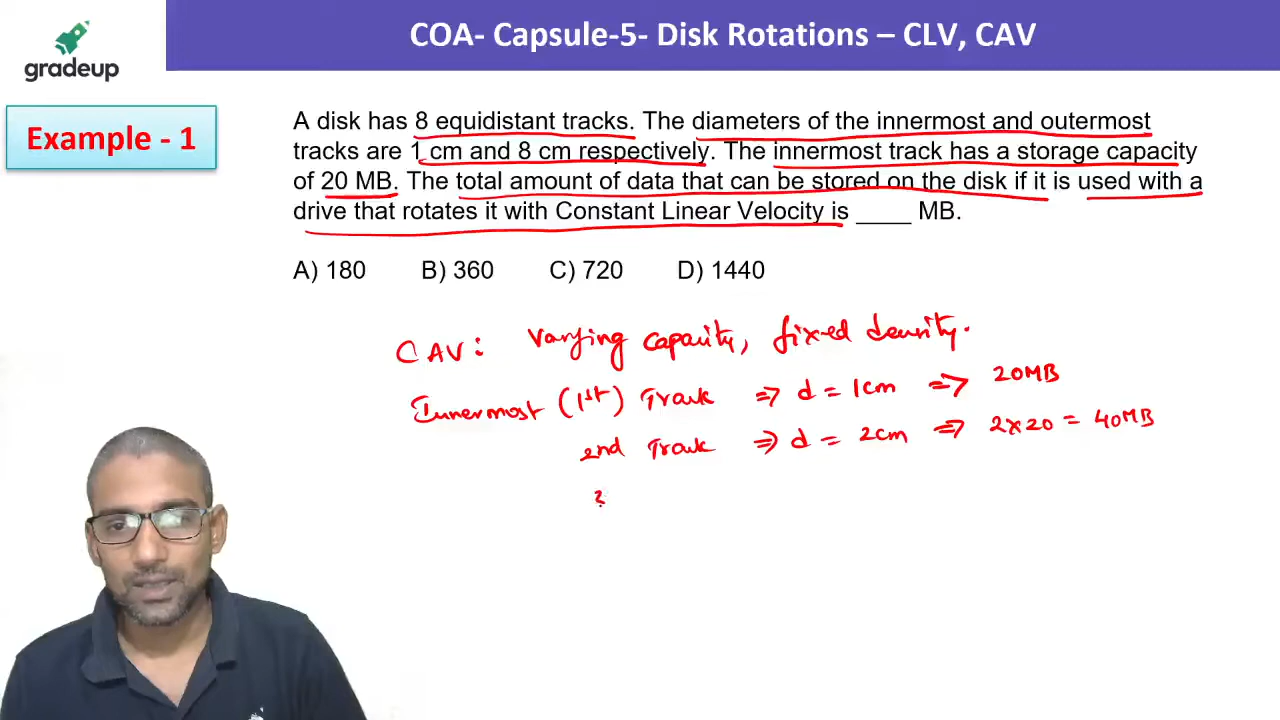 COA- Capsule-5- Disk Rotations – CLV, CAV
gradeup
Example - 1
A disk has 8 equidistant tracks. The diameters of the innermost and outermost
tracks are 1 cm and 8 cm respectively. The innermost track has a storage capacity
of 20 MB. The total amount of data that can be stored on the disk if it is used with a
drive that rotates it with Constant Linear Velocity is ____ MB.
A) 180 B) 360 C) 720 D) 1440
CAV: Varying capacity, fixed density.
Innermost (1st) Track => d = 1cm => 20MB
2nd Track => d = 2cm => 2x20 = 40MB
3